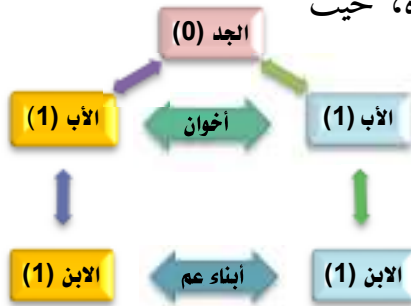 ه، حيث
الجد (0)
الأب (1)
أخوان
الأب (1)
الابن (1)
أبناء عم
الابن (1)